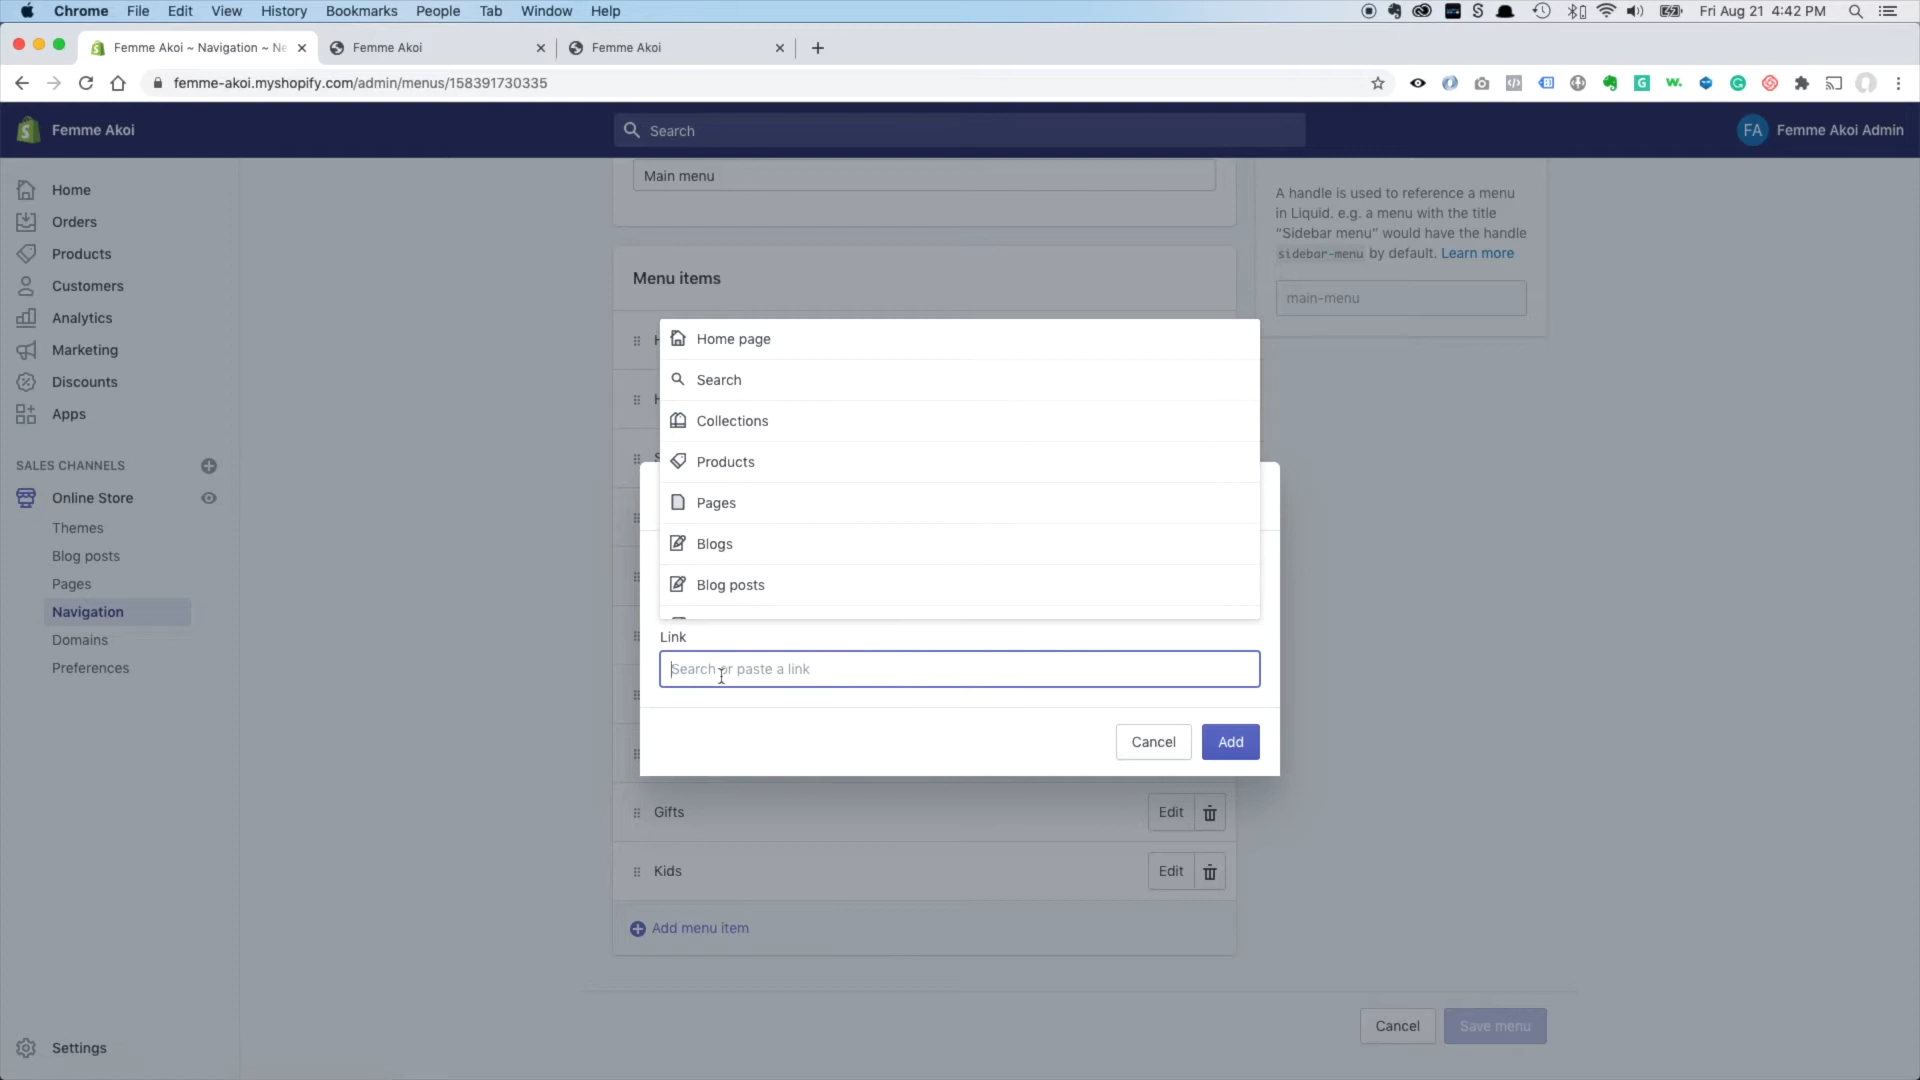 Chrome File Edit View History Bookmarks People Tab Window Help
Fri Aug 21 4:42 PM
Femme Akoi ~ Navigation ~ Ne
Femme Akoi
Femme Akoi
femme-akoi.myshopify.com/admin/menus/158391730335
Femme Akoi
Search
FA Femme Akoi Admin
Home
Orders
Products
Customers
Analytics
Marketing
Discounts
Apps
SALES CHANNELS
Online Store
Themes
Blog posts
Pages
Navigation
Domains
Preferences
Settings
Main menu
Menu items
Home page
Search
Collections
Products
Pages
Blogs
Blog posts
Link
Search or paste a link
Cancel Add
Gifts Edit
Kids Edit
Add menu item
A handle is used to reference a menu
in Liquid. e.g. a menu with the title
“Sidebar menu” would have the handle
sidebar-menu by default. Learn more
main-menu
Cancel Save menu